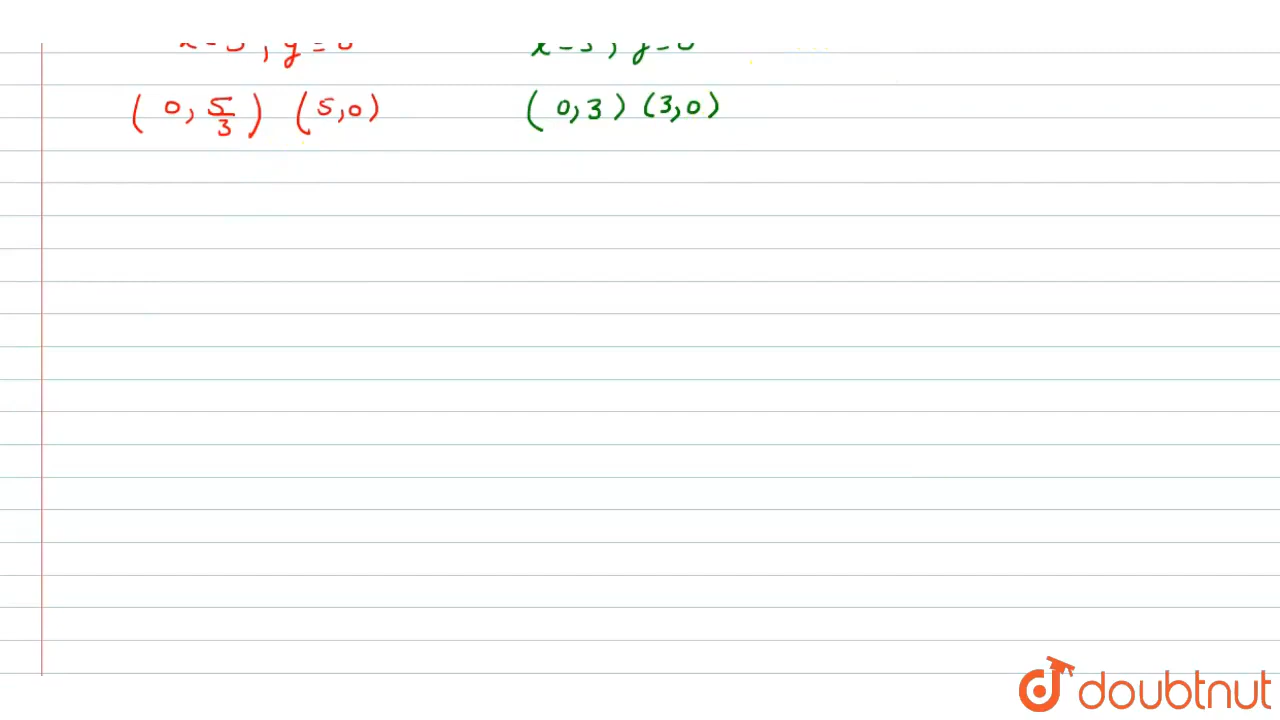 (0, 5/3) (5,0) (0,3) (3,0)
doubtnut